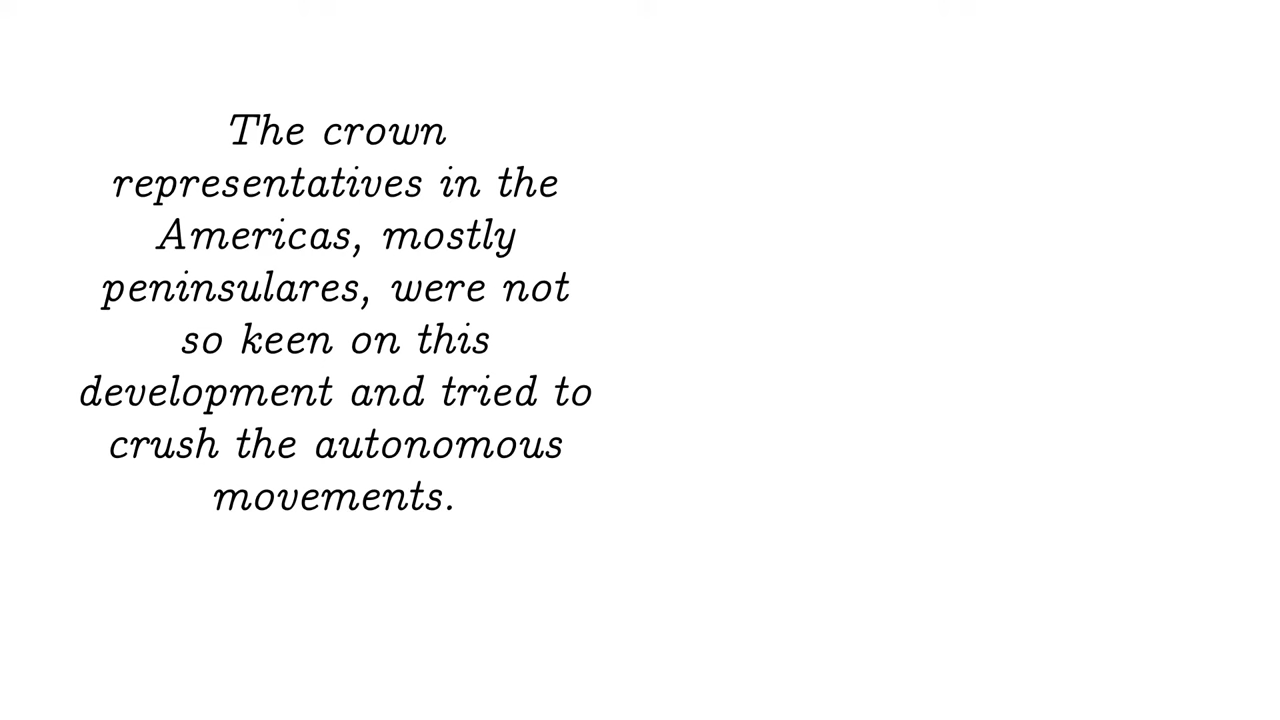 The crown
representatives in the
Americas, mostly
peninsulares, were not
so keen on this
development and tried to
crush the autonomous
movements.